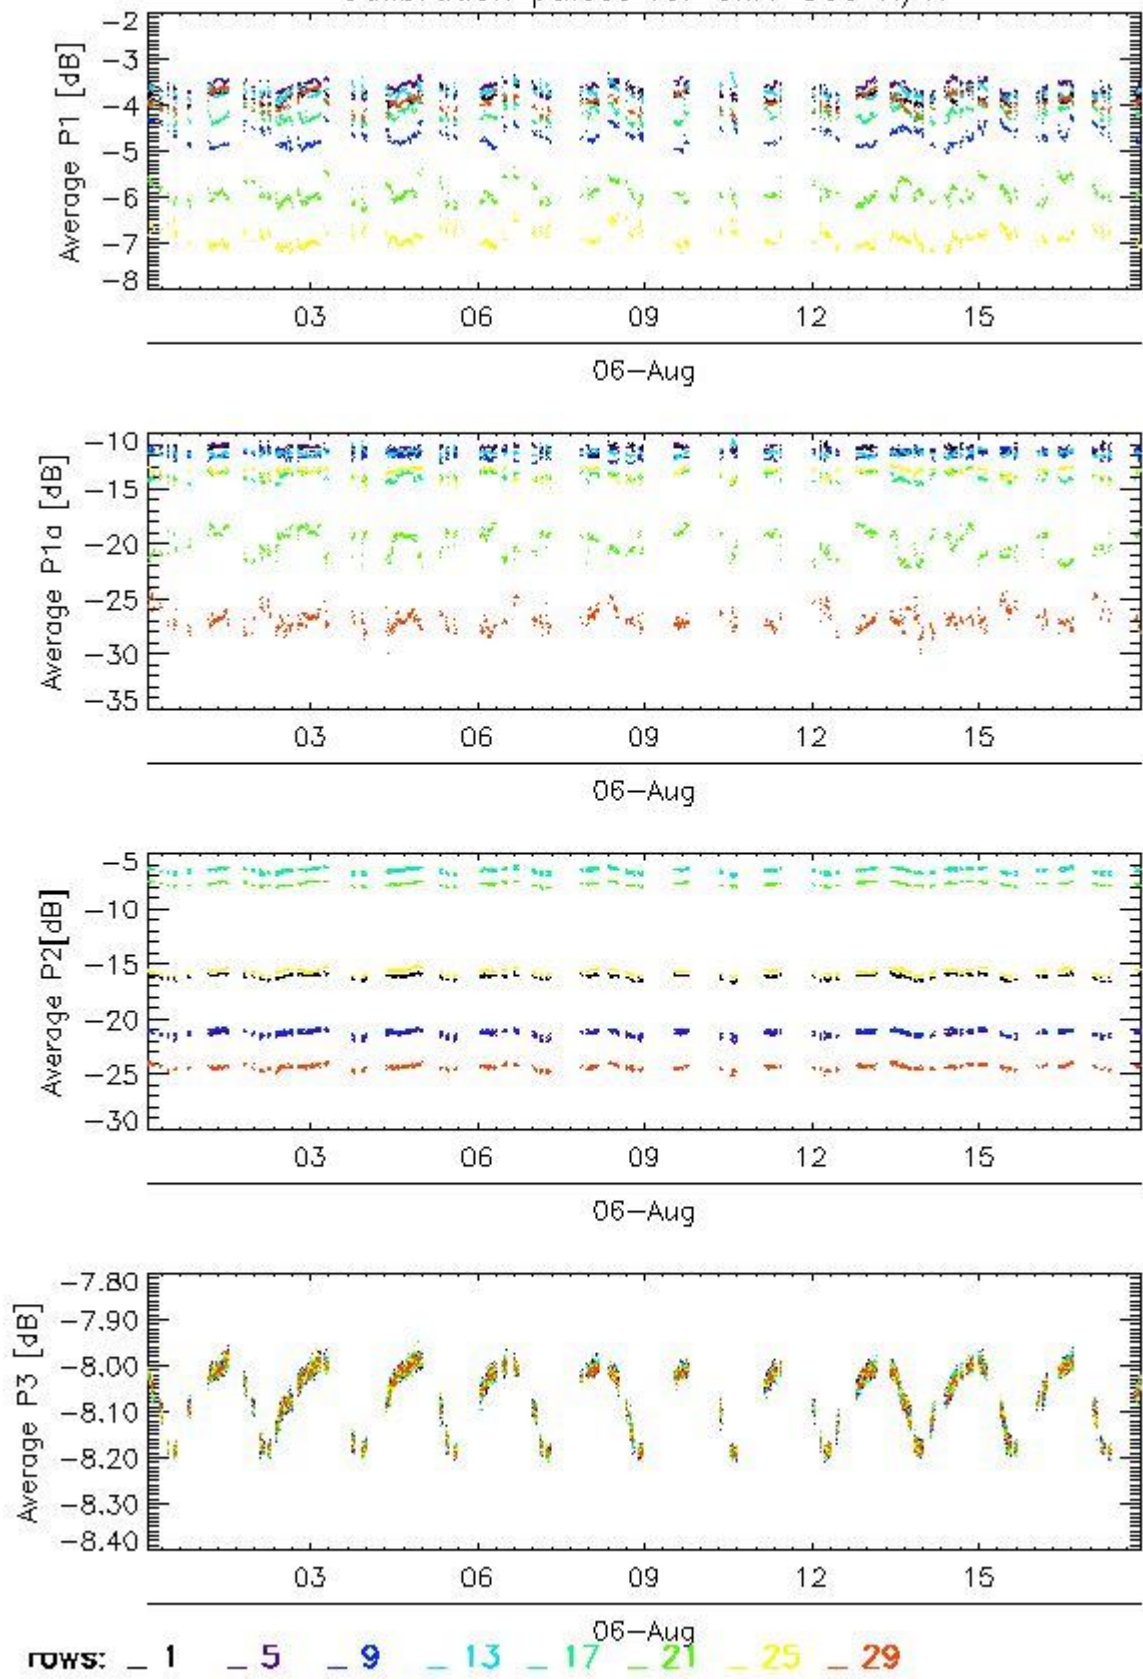 -2
-3
-4
-5
-6
-7
-8
Average P1 [dB]
03 06 09 12 15
06-Aug
-10
-15
-20
-25
-30
-35
Average P1a [dB]
03 06 09 12 15
06-Aug
-5
-10
-15
-20
-25
-30
Average P2[dB]
03 06 09 12 15
06-Aug
-7.80
-7.90
-8.00
-8.10
-8.20
-8.30
-8.40
Average P3 [dB]
03 06 09 12 15
06-Aug
rows: _ 1 _ 5 _ 9 _ 13 _ 17 _ 21 _ 25 _ 29